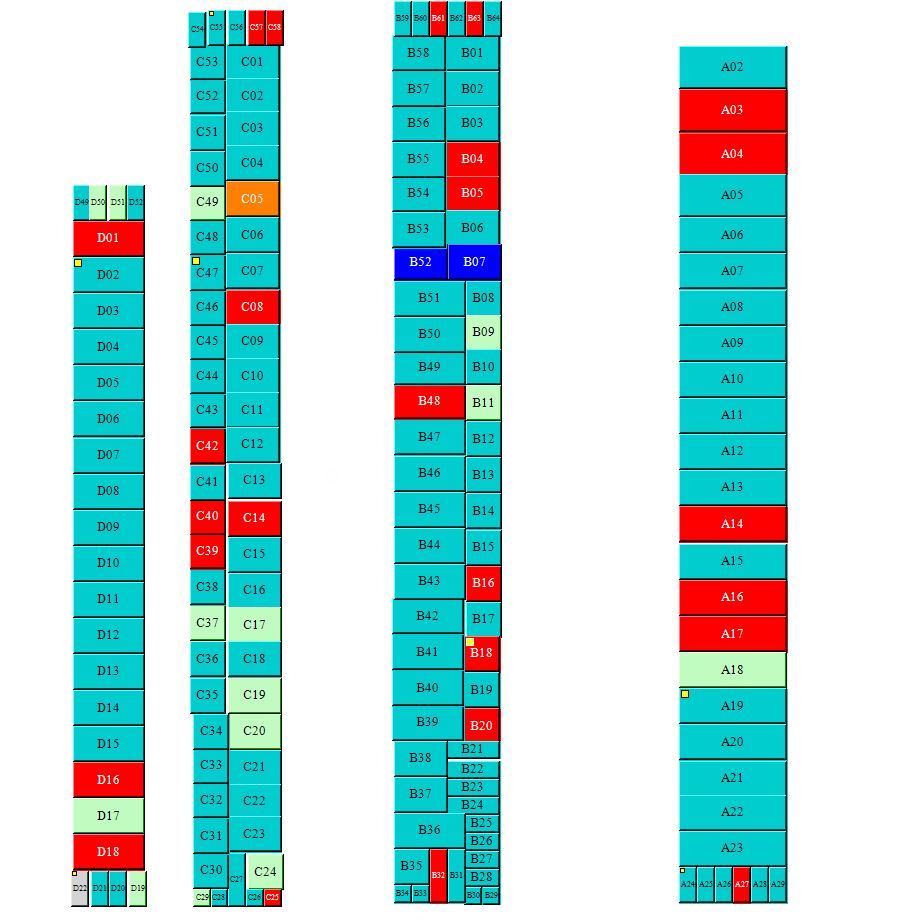 C54 C55 C56 C57 C58 B59 B60 B61 B62 B63 B64
C53 C01 B58 B01 A02
C52 C02 B57 B02 A03
C51 C03 B56 B03
C50 C04 B55 B04 A04
D49 D50 D51 D52 C49 C05 B54 B05 A05
D01 C48 C06 B53 B06 A06
D02 C47 C07 B52 B07 A07
D03 C46 C08 B51 B08 A08
D04 C45 C09 B50 B09 A09
D05 C44 C10 B49 B10 A10
D06 C43 C11 B48 B11 A11
D07 C42 C12 B47 B12 A12
D08 C41 C13 B46 B13 A13
D09 C40 C14 B45 B14 A14
D10 C39 C15 B44 B15 A15
D11 C38 C16 B43 B16 A16
D12 C37 C17 B42 B17 A17
D13 C36 C18 B41 B18 A18
D14 C35 C19 B40 B19 A19
D15 C34 C20 B39 B20 A20
D16 C33 C21 B38 B21 A21
B22
B37 B23
D17 C32 C22 B24 A22
D18 C31 C23 B36 B25 A23
B26
C30 C27 C24 B35 B32 B31 B27
D22 D21 D20 D19 B28 A24 A25 A26 A27 A28 A29
C29 C28 C26 C25 B34 B33 B30 B29